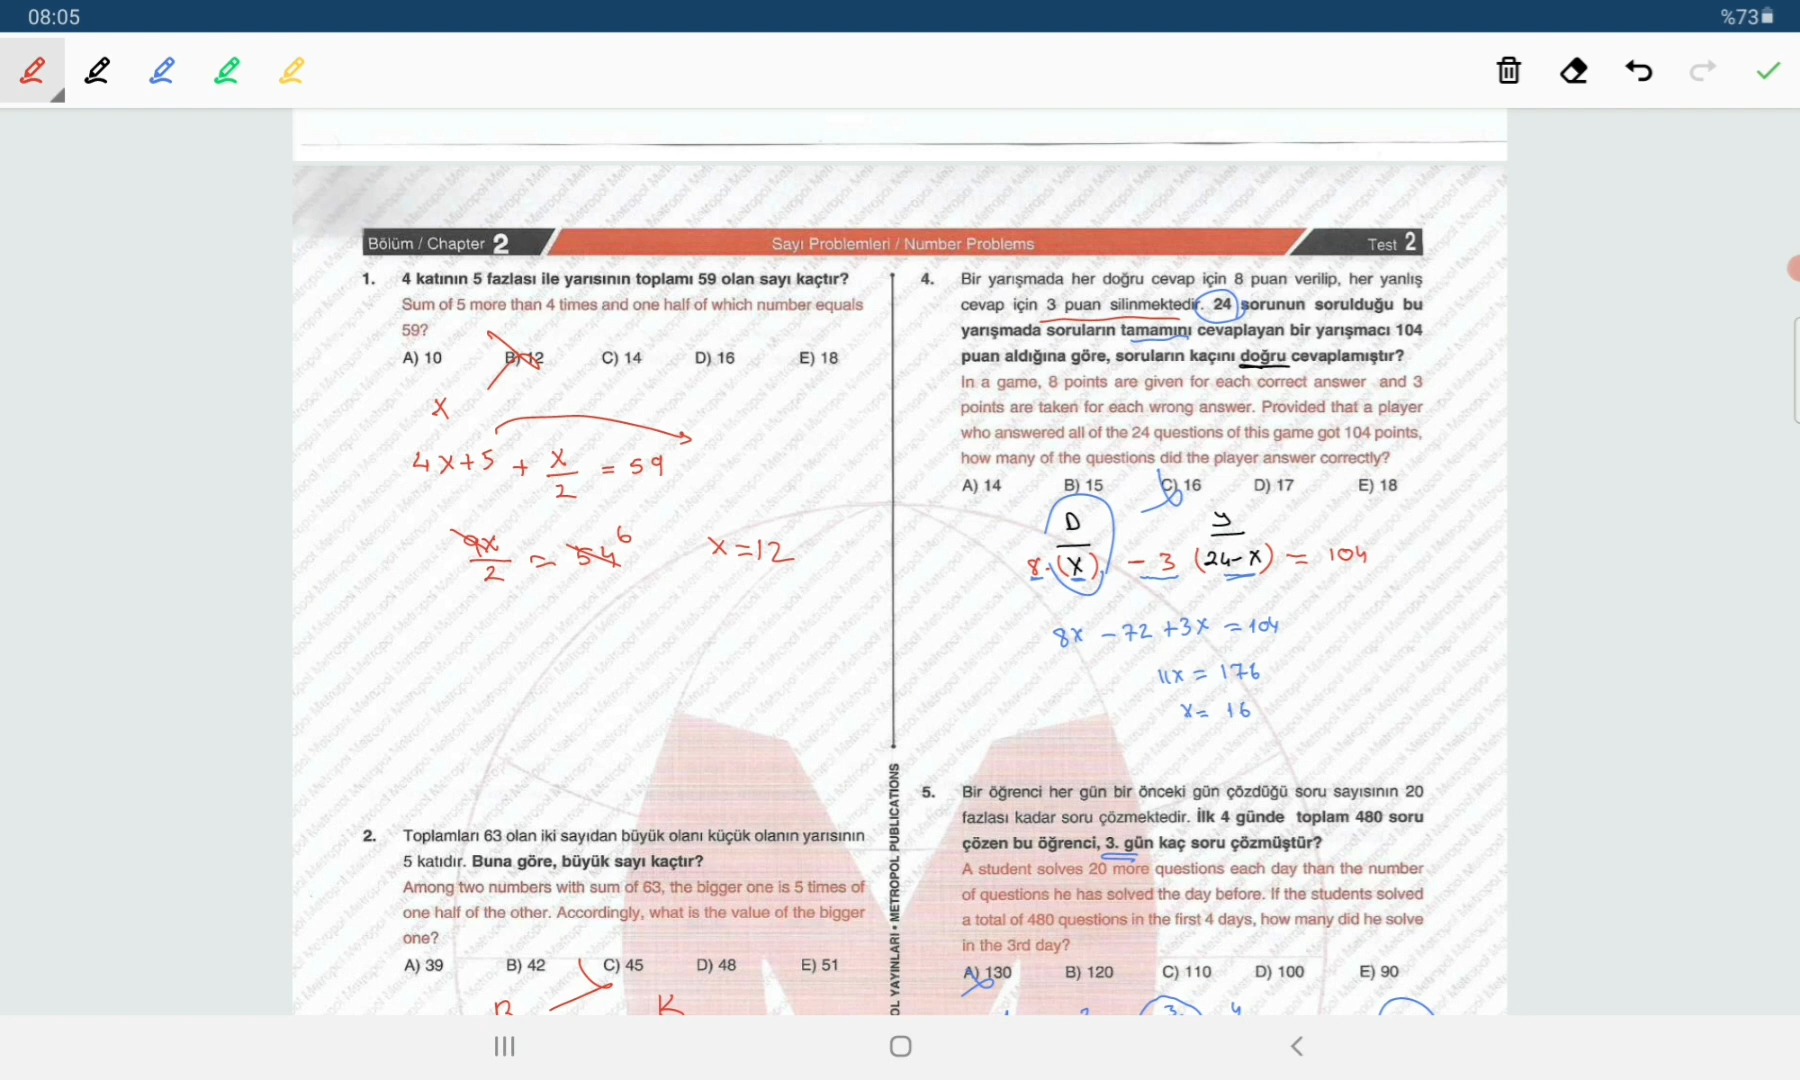 08:05
%73
Bölüm / Chapter 2
Sayı Problemleri / Number Problems
Test 2
1. 4 katının 5 fazlası ile yarısının toplamı 59 olan sayı kaçtır?
Sum of 5 more than 4 times and one half of which number equals
59?
A) 10 B) 12 C) 14 D) 16 E) 18
x
4x+5 + x/2 = 59
9x/2 = 54 6
x=12
2. Toplamları 63 olan iki sayıdan büyük olanı küçük olanın yarısının
5 katıdır. Buna göre, büyük sayı kaçtır?
Among two numbers with sum of 63, the bigger one is 5 times of
one half of the other. Accordingly, what is the value of the bigger
one?
A) 39 B) 42 C) 45 D) 48 E) 51
K
OL YAYINLARI • METROPOL PUBLICATIONS
4. Bir yarışmada her doğru cevap için 8 puan verilip, her yanlış
cevap için 3 puan silinmektedir. 24 sorunun sorulduğu bu
yarışmada soruların tamamını cevaplayan bir yarışmacı 104
puan aldığına göre, soruların kaçını doğru cevaplamıştır?
In a game, 8 points are given for each correct answer and 3
points are taken for each wrong answer. Provided that a player
who answered all of the 24 questions of this game got 104 points,
how many of the questions did the player answer correctly?
A) 14 B) 15 C) 16 D) 17 E) 18
D y
8.(x) - 3 (24-x) = 104
8x - 72 + 3x = 104
11x = 176
x = 16
5. Bir öğrenci her gün bir önceki gün çözdüğü soru sayısının 20
fazlası kadar soru çözmektedir. İlk 4 günde toplam 480 soru
çözen bu öğrenci, 3. gün kaç soru çözmüştür?
A student solves 20 more questions each day than the number
of questions he has solved the day before. If the students solved
a total of 480 questions in the first 4 days, how many did he solve
in the 3rd day?
A) 130 B) 120 C) 110 D) 100 E) 90
3. 4